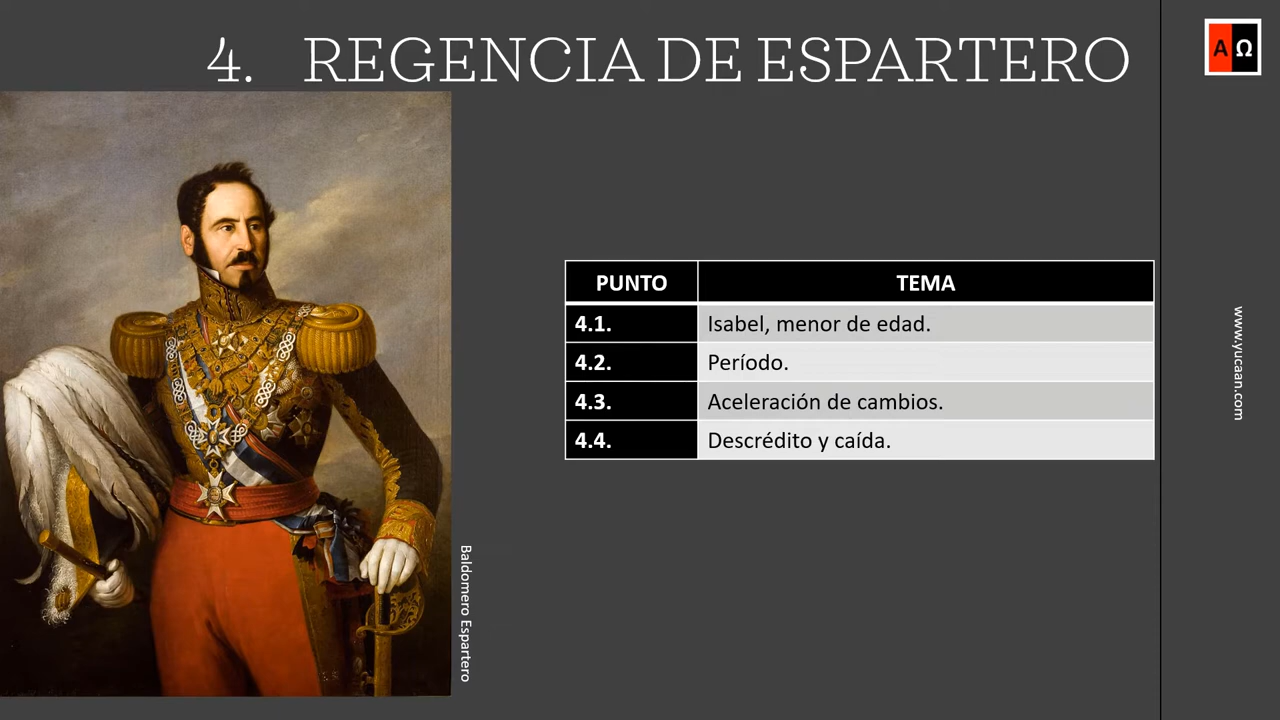 4. REGENCIA DE ESPARTERO
A Ω
PUNTO TEMA
4.1. Isabel, menor de edad.
4.2. Período.
4.3. Aceleración de cambios.
4.4. Descrédito y caída.
Baldomero Espartero
www.yucaan.com